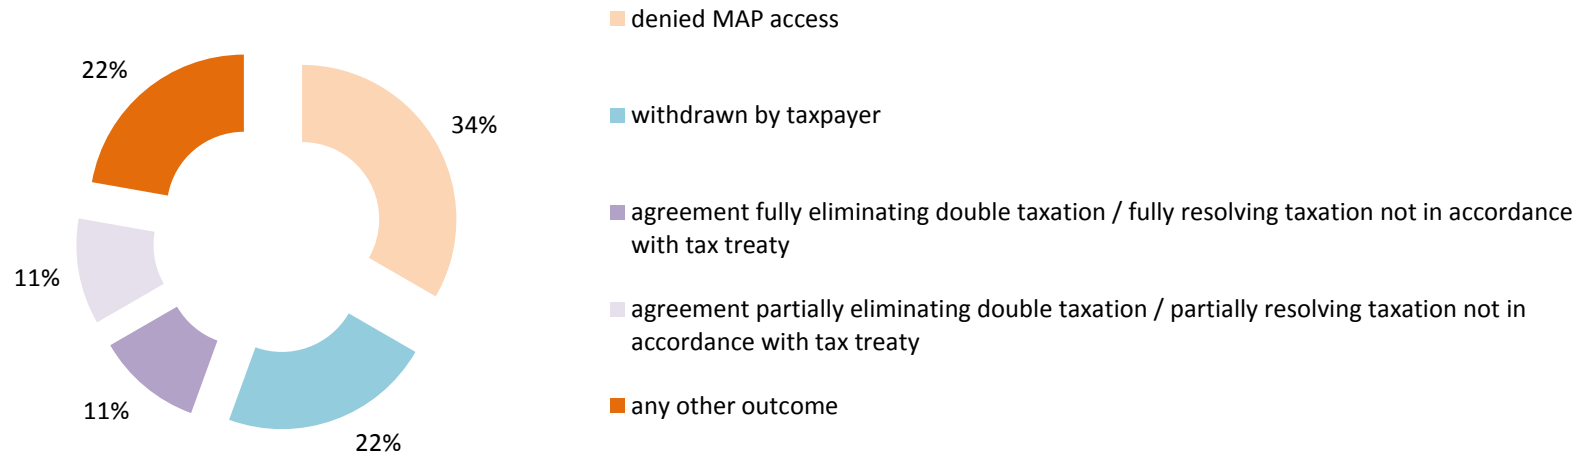 22%
34%
11%
11%
22%
denied MAP access
withdrawn by taxpayer
agreement fully eliminating double taxation / fully resolving taxation not in accordance
with tax treaty
agreement partially eliminating double taxation / partially resolving taxation not in
accordance with tax treaty
any other outcome